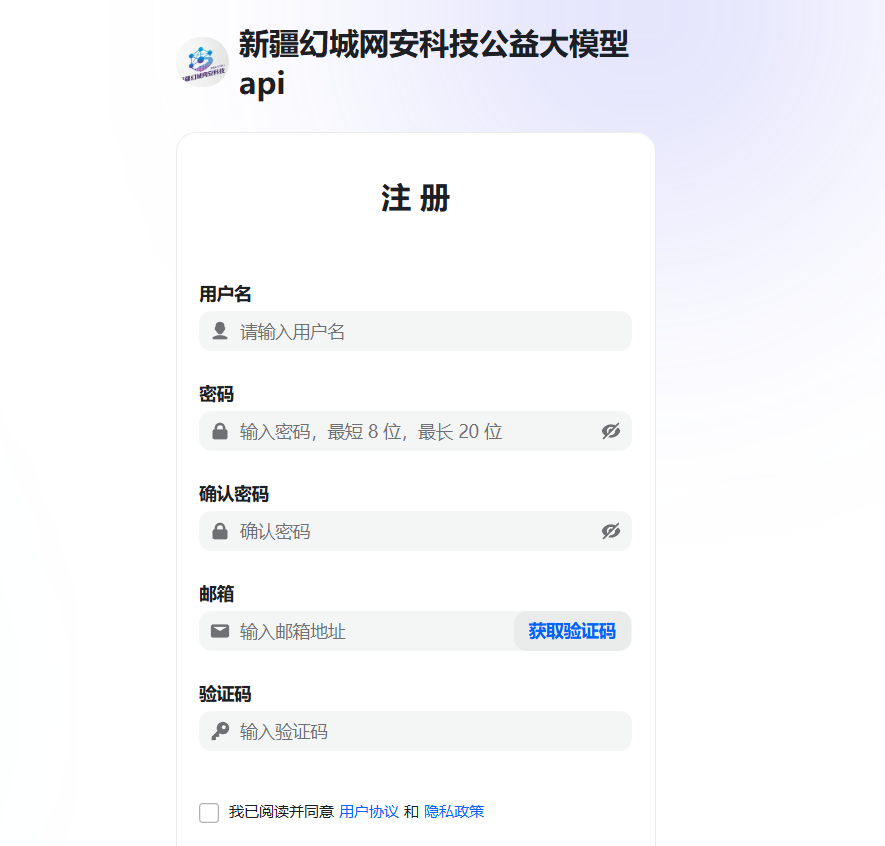 新疆幻城网安科技公益大模型
api
注 册
用户名
请输入用户名
密码
输入密码，最短 8 位，最长 20 位
确认密码
确认密码
邮箱
输入邮箱地址
获取验证码
验证码
输入验证码
我已阅读并同意 用户协议 和 隐私政策